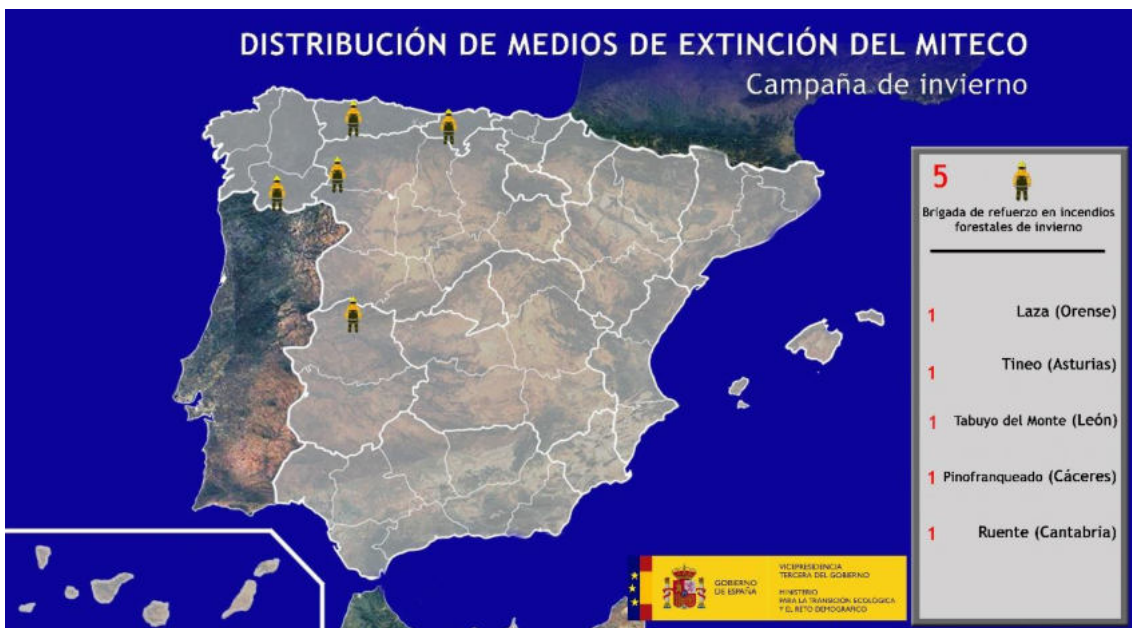 DISTRIBUCIÓN DE MEDIOS DE EXTINCIÓN DEL MITECO
Campaña de invierno
5
Brigada de refuerzo en incendios
forestales de invierno
1 Laza (Orense)
1 Tineo (Asturias)
1 Tabuyo del Monte (León)
1 Pinofranqueado (Cáceres)
1 Ruente (Cantabria)
GOBIERNO
DE ESPAÑA
VICEPRESIDENCIA
TERCERA DEL GOBIERNO
MINISTERIO
PARA LA TRANSICIÓN ECOLÓGICA
Y EL RETO DEMOGRÁFICO